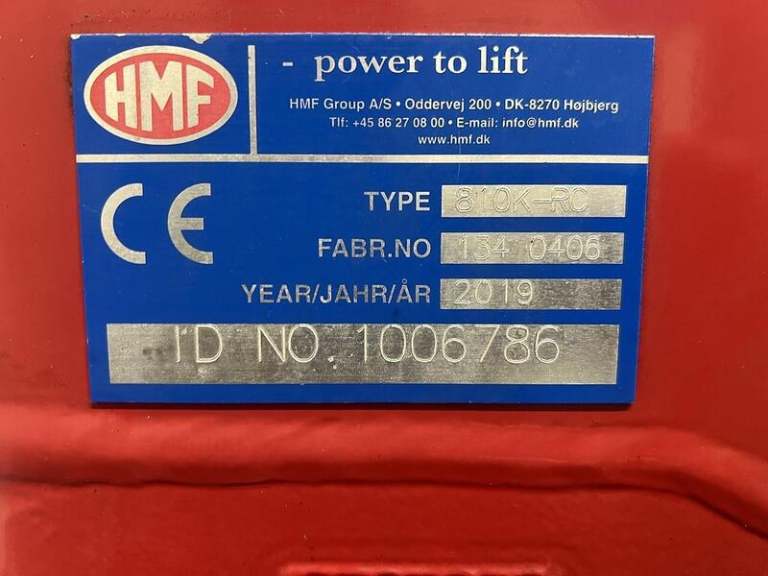 HMF
- power to lift
HMF Group A/S • Oddervej 200 • DK-8270 Højbjerg
Tlf: +45 86 27 08 00 • E-mail: info@hmf.dk
www.hmf.dk
CE
TYPE 810K-RC
FABR.NO 134 0406
YEAR/JAHR/ÅR 2019
ID NO. 1006786